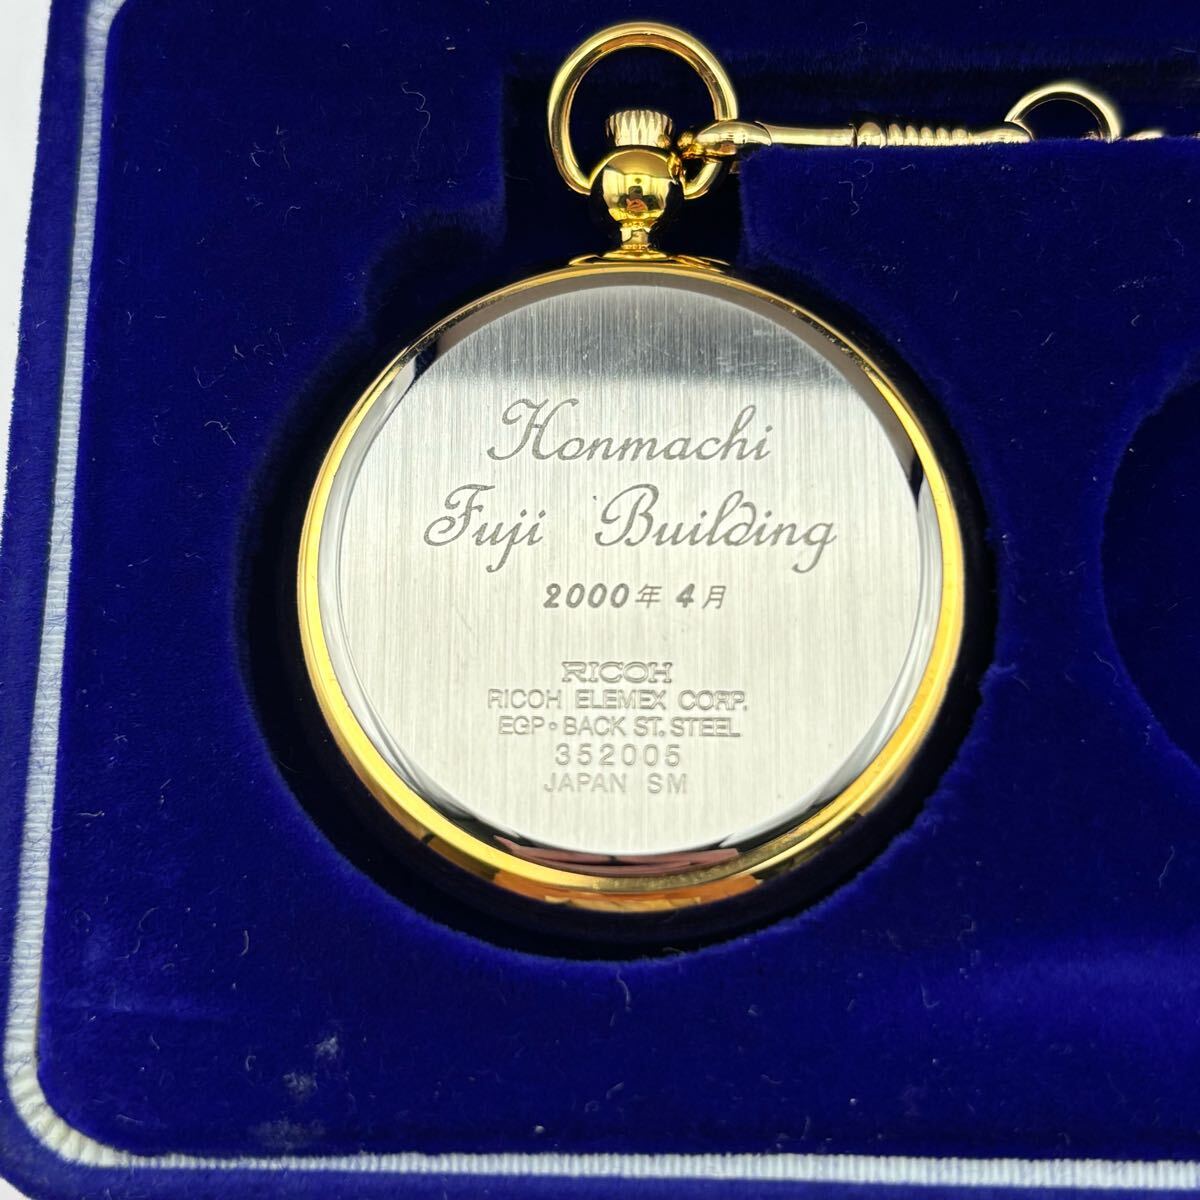 Honmachi
Fuji Building
2000年4月
RICOH
RICOH ELEMEX CORP.
EGP・BACK ST. STEEL
352005
JAPAN SM